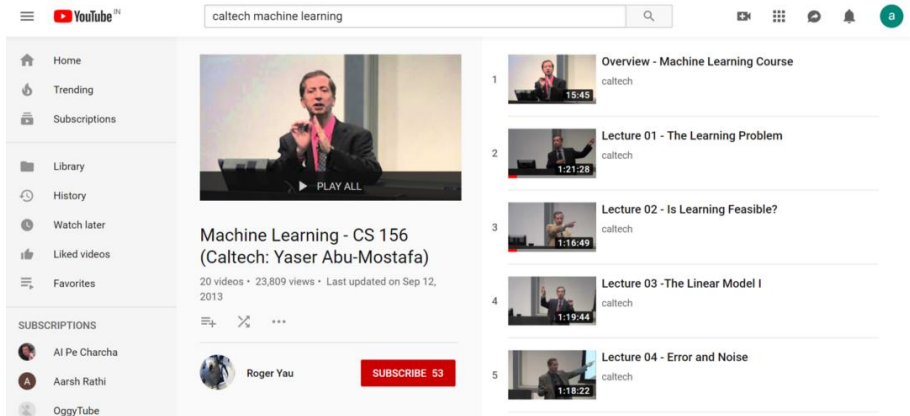 YouTube IN
caltech machine learning
a
Home
Trending
Subscriptions
Library
History
Watch later
Liked videos
Favorites
SUBSCRIPTIONS
AI Pe Charcha
A
Aarsh Rathi
OggyTube
PLAY ALL
Machine Learning - CS 156
(Caltech: Yaser Abu-Mostafa)
20 videos • 23,809 views • Last updated on Sep 12,
2013
Roger Yau
SUBSCRIBE 53
1
15:45
Overview - Machine Learning Course
caltech
2
1:21:28
Lecture 01 - The Learning Problem
caltech
3
1:16:49
Lecture 02 - Is Learning Feasible?
caltech
4
1:19:44
Lecture 03 -The Linear Model I
caltech
5
1:18:22
Lecture 04 - Error and Noise
caltech